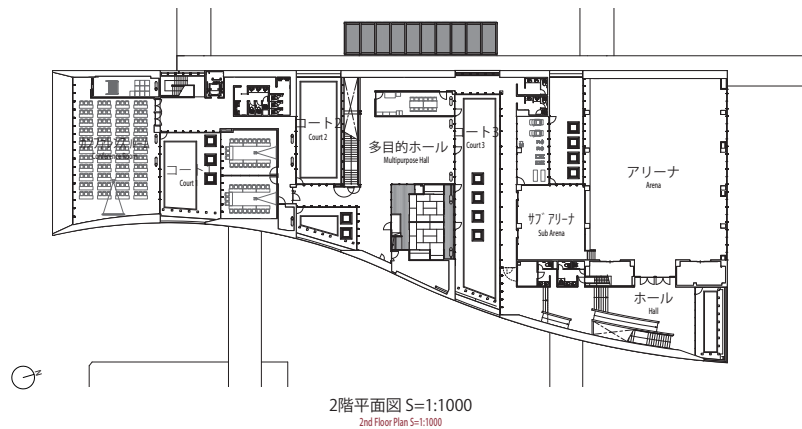 コート2
Court 2
多目的ホール
Multipurpose Hall
コート3
Court 3
コート
Court
アリーナ
Arena
サブ アリーナ
Sub Arena
ホール
Hall
N
2階平面図 S=1:1000
2nd Floor Plan S=1:1000